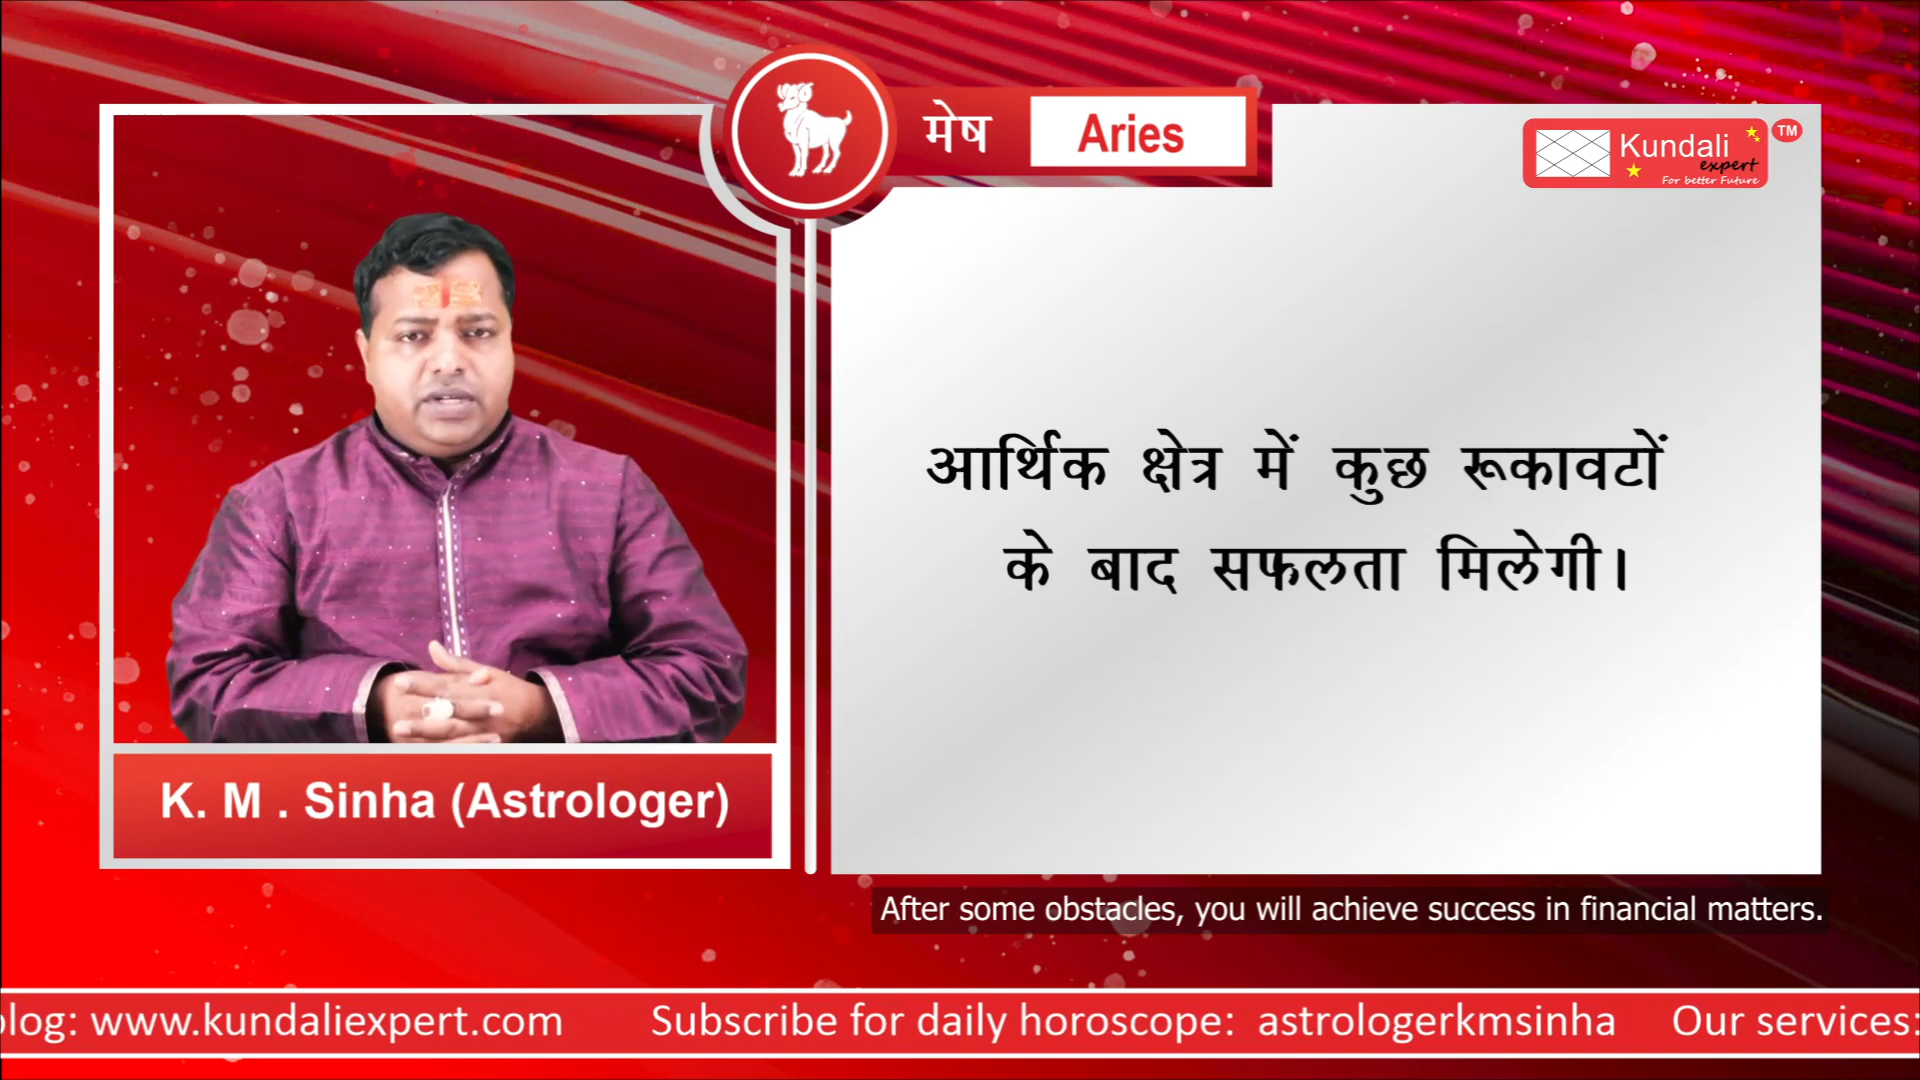 मेष
Aries
Kundali
expert
For better Future
TM
आर्थिक क्षेत्र में कुछ रूकावटों
के बाद सफलता मिलेगी।
K. M . Sinha (Astrologer)
After some obstacles, you will achieve success in financial matters.
log: www.kundaliexpert.com Subscribe for daily horoscope: astrologerkmsinha Our services: